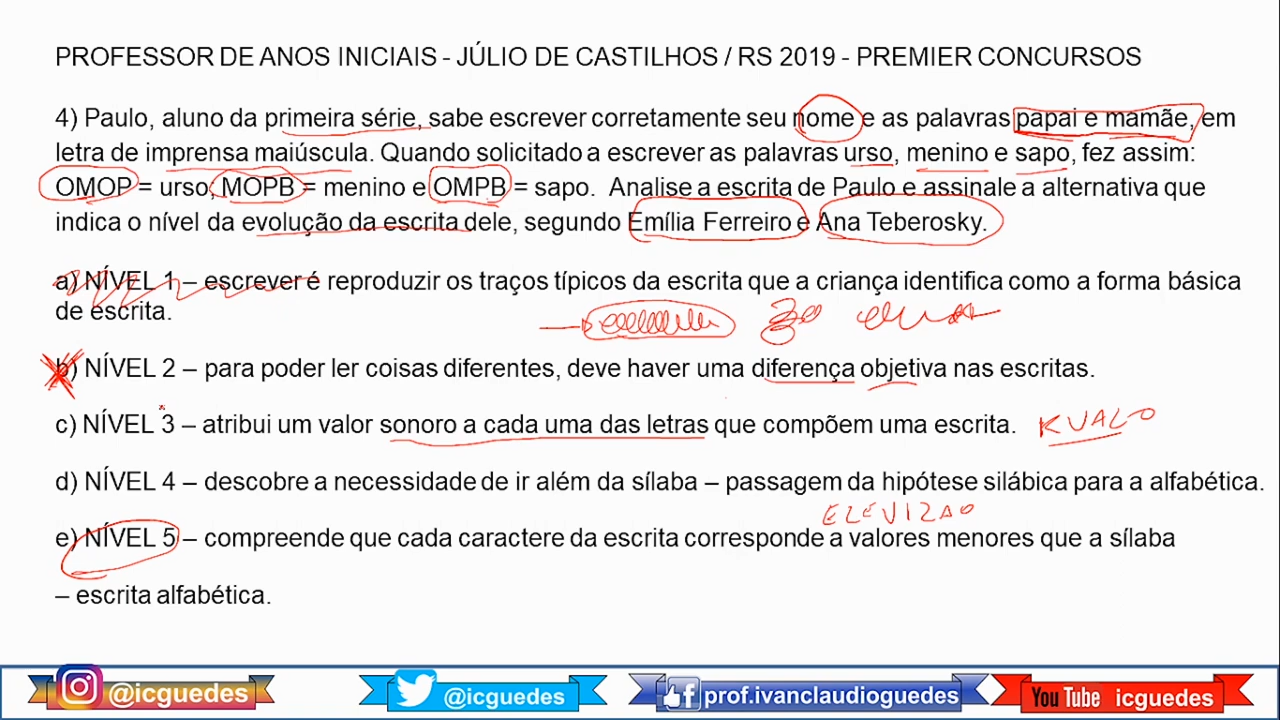 PROFESSOR DE ANOS INICIAIS - JÚLIO DE CASTILHOS / RS 2019 - PREMIER CONCURSOS
4) Paulo, aluno da primeira série, sabe escrever corretamente seu nome e as palavras papai e mamãe, em
letra de imprensa maiúscula. Quando solicitado a escrever as palavras urso, menino e sapo, fez assim:
OMOP = urso, MOPB = menino e OMPB = sapo. Analise a escrita de Paulo e assinale a alternativa que
indica o nível da evolução da escrita dele, segundo Emília Ferreiro e Ana Teberosky.
a) NÍVEL 1 – escrever é reproduzir os traços típicos da escrita que a criança identifica como a forma básica
de escrita.
b) NÍVEL 2 – para poder ler coisas diferentes, deve haver uma diferença objetiva nas escritas.
c) NÍVEL 3 – atribui um valor sonoro a cada uma das letras que compõem uma escrita. KVALO
d) NÍVEL 4 – descobre a necessidade de ir além da sílaba – passagem da hipótese silábica para a alfabética.
e) NÍVEL 5 – compreende que cada caractere da escrita corresponde a valores menores que a sílaba
– escrita alfabética.
@icguedes @icguedes prof.ivanclaudioguedes You Tube icguedes